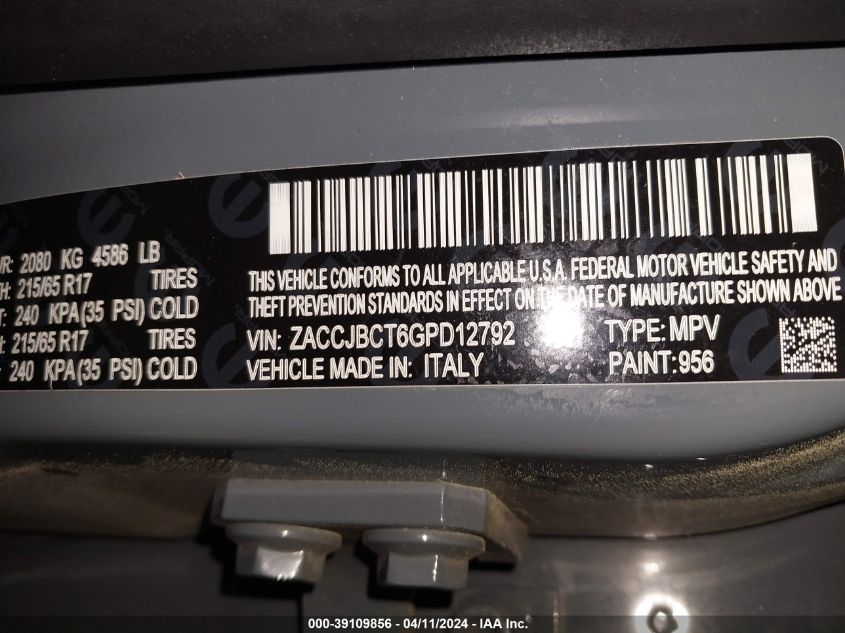 VR: 2080 KG 4586 LB
TH: 215/65 R17 TIRES
T: 240 KPA(35 PSI) COLD
H: 215/65 R17 TIRES
: 240 KPA(35 PSI) COLD
THIS VEHICLE CONFORMS TO ALL APPLICABLE U.S.A. FEDERAL MOTOR VEHICLE SAFETY AND
THEFT PREVENTION STANDARDS IN EFFECT ON THE DATE OF MANUFACTURE SHOWN ABOVE
VIN: ZACCJBCT6GPD12792 TYPE: MPV
VEHICLE MADE IN: ITALY PAINT: 956
000-39109856 - 04/11/2024 - IAA Inc.